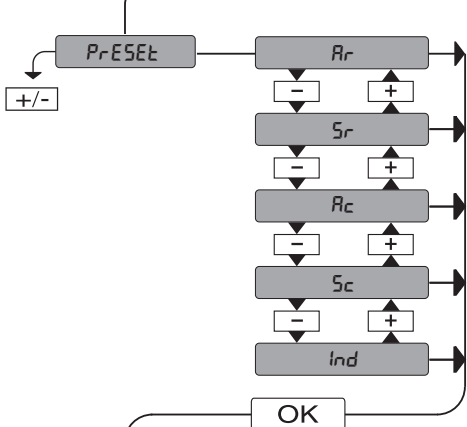 PrESEt
Ar
+/-
- +
Sr
- +
Ac
- +
Sc
- +
Ind
OK